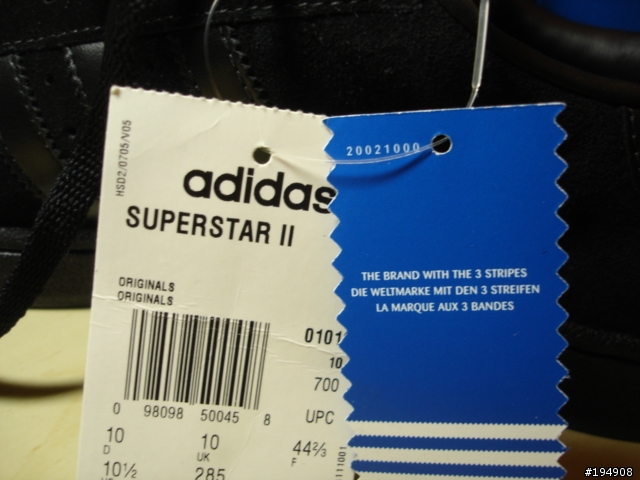 HSD2/0705/V05
adidas
SUPERSTAR II
ORIGINALS
ORIGINALS
0101
10
700
0 98098 50045 8 UPC
10 10 44⅔
D UK F
10½ 285
111001
20021000
THE BRAND WITH THE 3 STRIPES
DIE WELTMARKE MIT DEN 3 STREIFEN
LA MARQUE AUX 3 BANDES
#194908